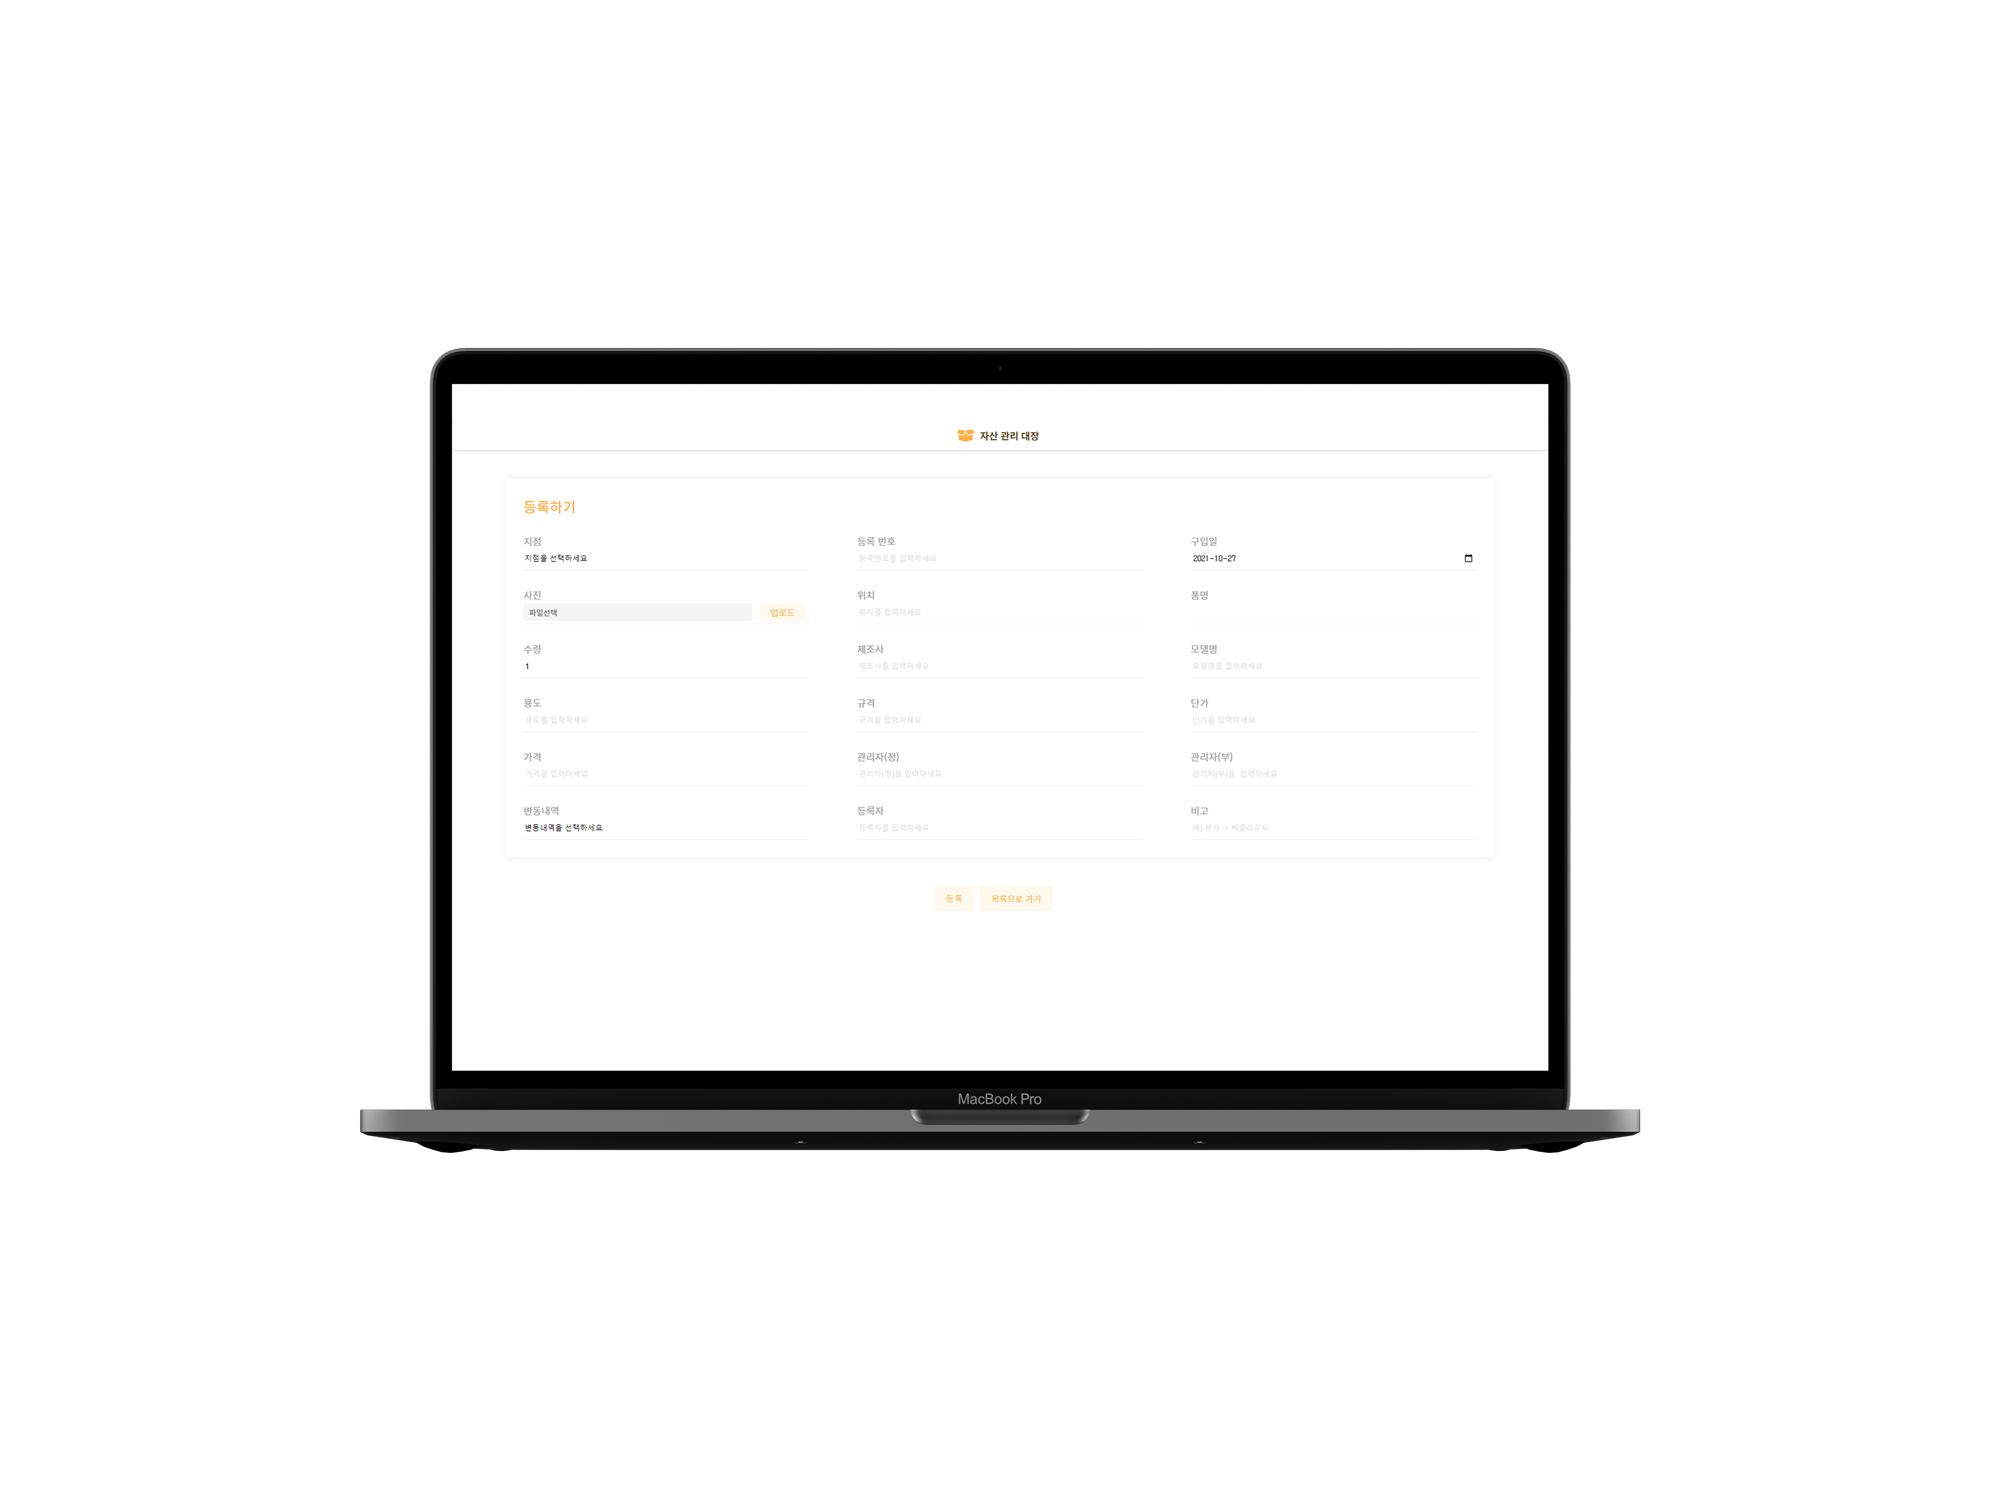 자산 관리 대장
등록하기
지점 등록 번호 구입일
지점을 선택하세요 등록번호를 입력하세요 2021-10-27
사진 위치 품명
파일선택 업로드 위치를 입력하세요
수량 제조사 모델명
1 제조사를 입력하세요 모델명을 입력하세요
용도 규격 단가
용도를 입력하세요 규격을 입력하세요 단가를 입력하세요
가격 관리자(정) 관리자(부)
가격을 입력하세요 관리자(정)을 입력하세요 관리자(부)을 입력하세요
변동내역 등록자 비고
변동내역을 선택하세요 등록자를 입력하세요 예) 본사 -> 씨클라우드
등록 목록으로 가기
MacBook Pro